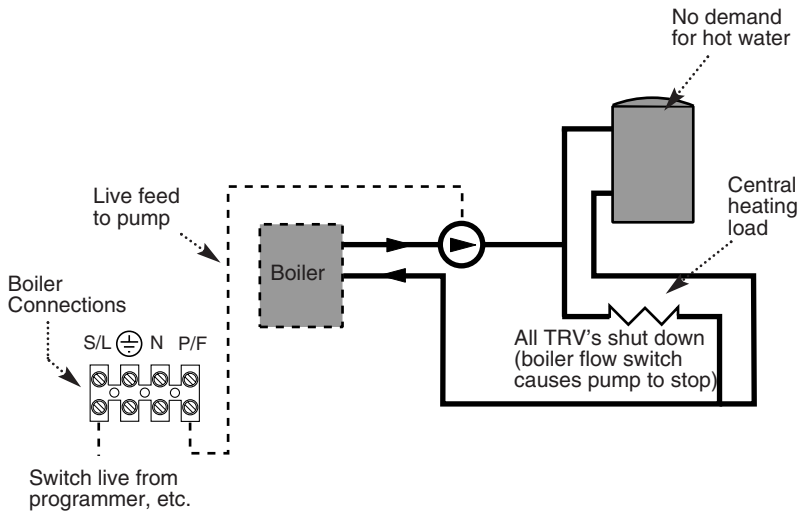 No demand
for hot water
Live feed
to pump
Central
heating
load
Boiler
Boiler
Connections
S/L N P/F
All TRV's shut down
(boiler flow switch
causes pump to stop)
Switch live from
programmer, etc.